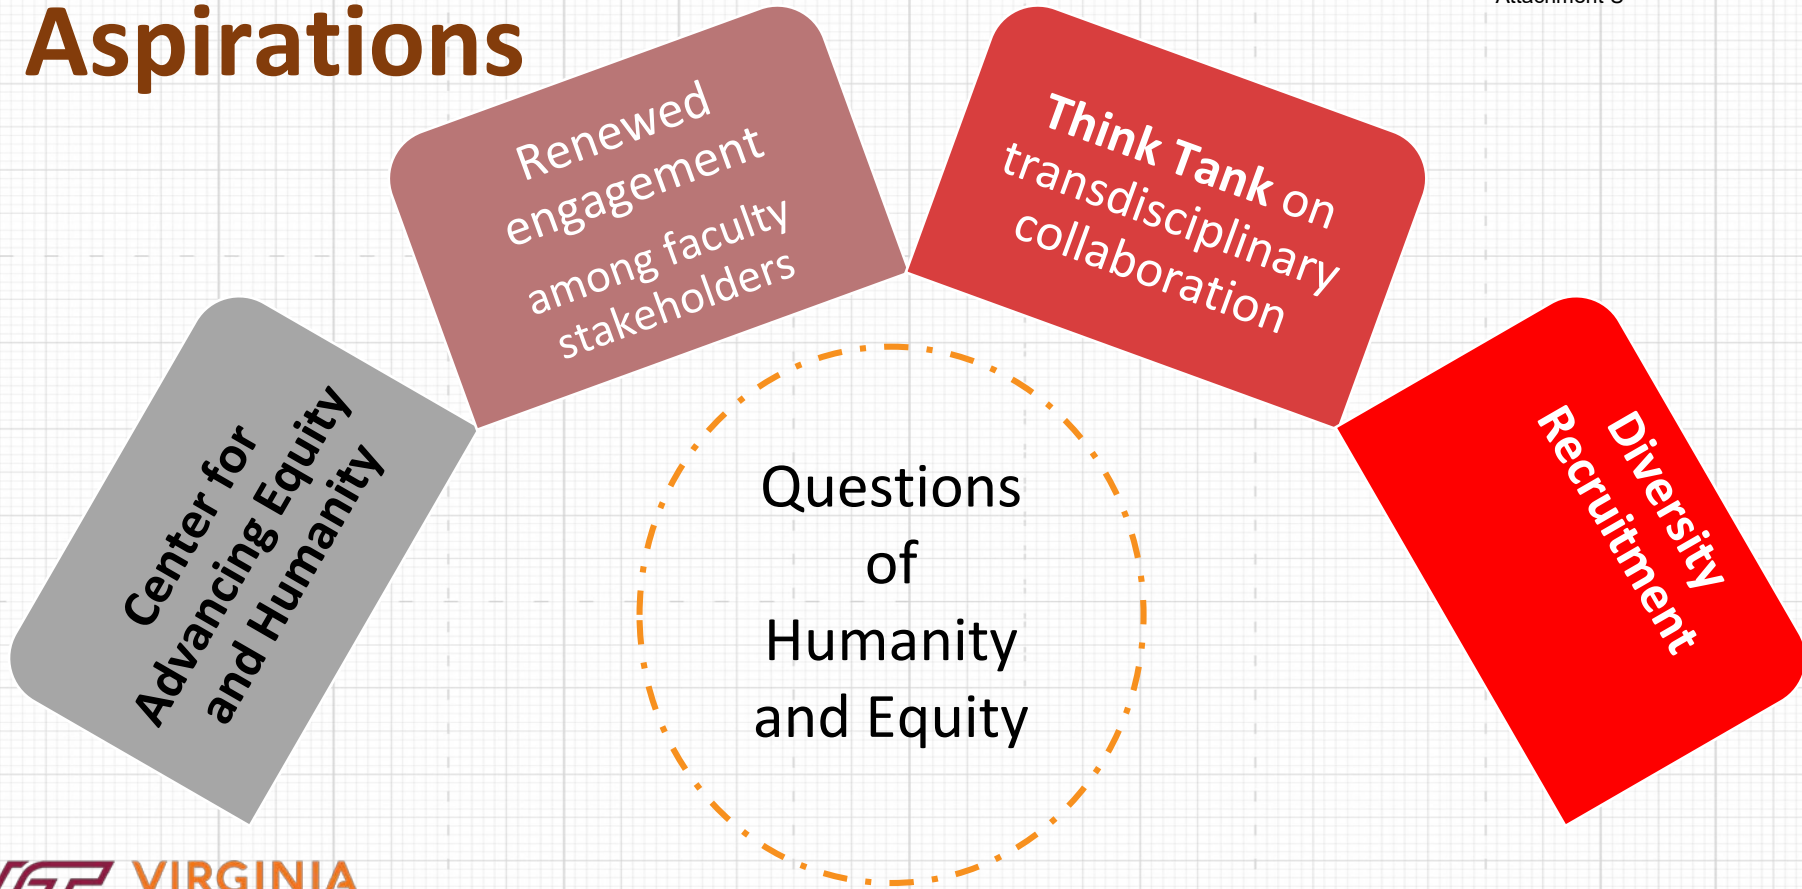 Aspirations
Renewed
engagement
among faculty
stakeholders
Think Tank on
transdisciplinary
collaboration
Center for
Advancing Equity
and Humanity
Diversity
Recruitment
Questions
of
Humanity
and Equity
VIRGINIA